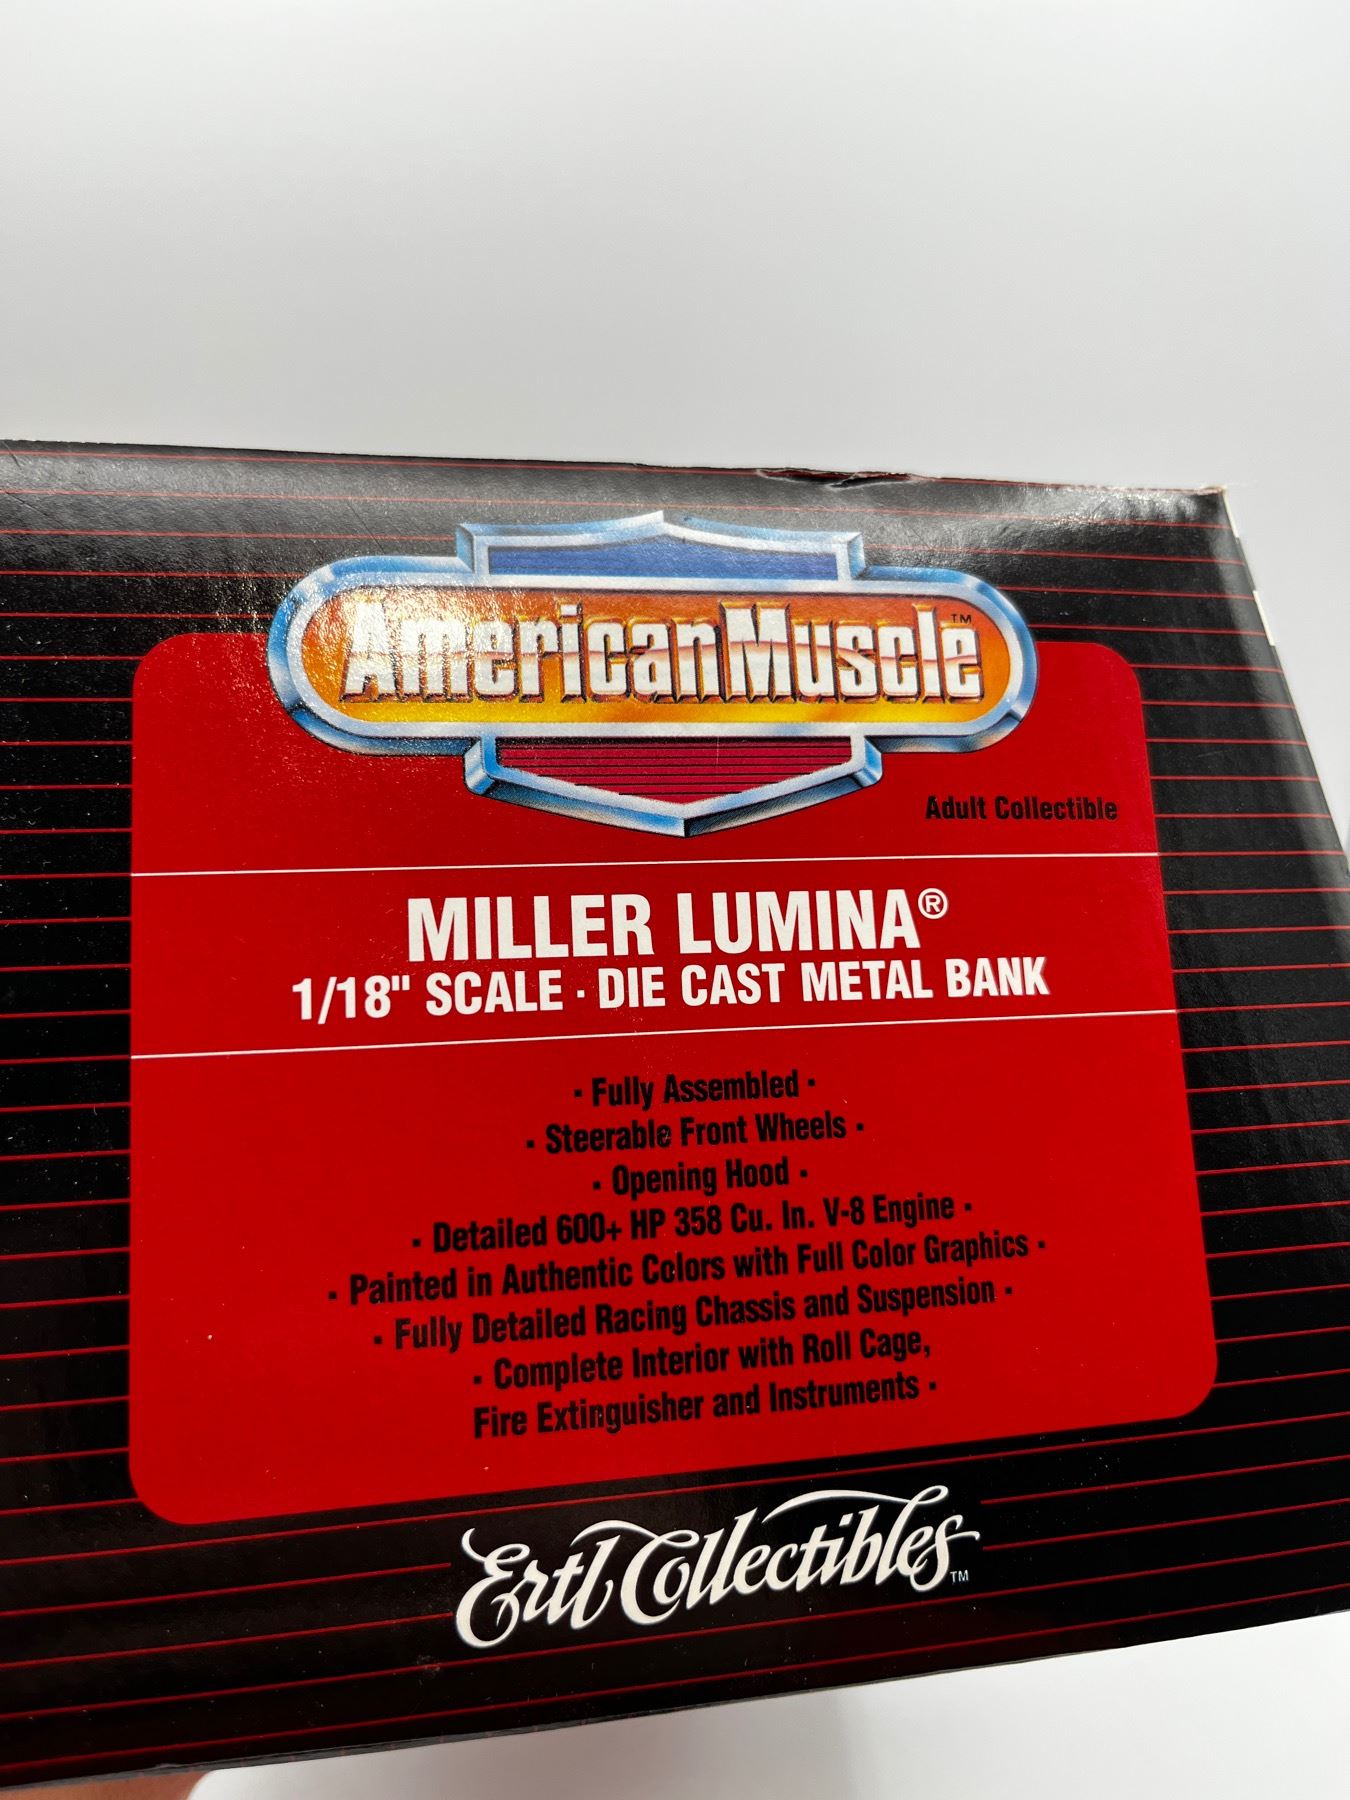 AmericanMuscle™
Adult Collectible
MILLER LUMINA®
1/18" SCALE · DIE CAST METAL BANK
· Fully Assembled ·
· Steerable Front Wheels ·
· Opening Hood ·
· Detailed 600+ HP 358 Cu. In. V-8 Engine ·
· Painted in Authentic Colors with Full Color Graphics ·
· Fully Detailed Racing Chassis and Suspension ·
· Complete Interior with Roll Cage,
Fire Extinguisher and Instruments ·
Ertl Collectibles™